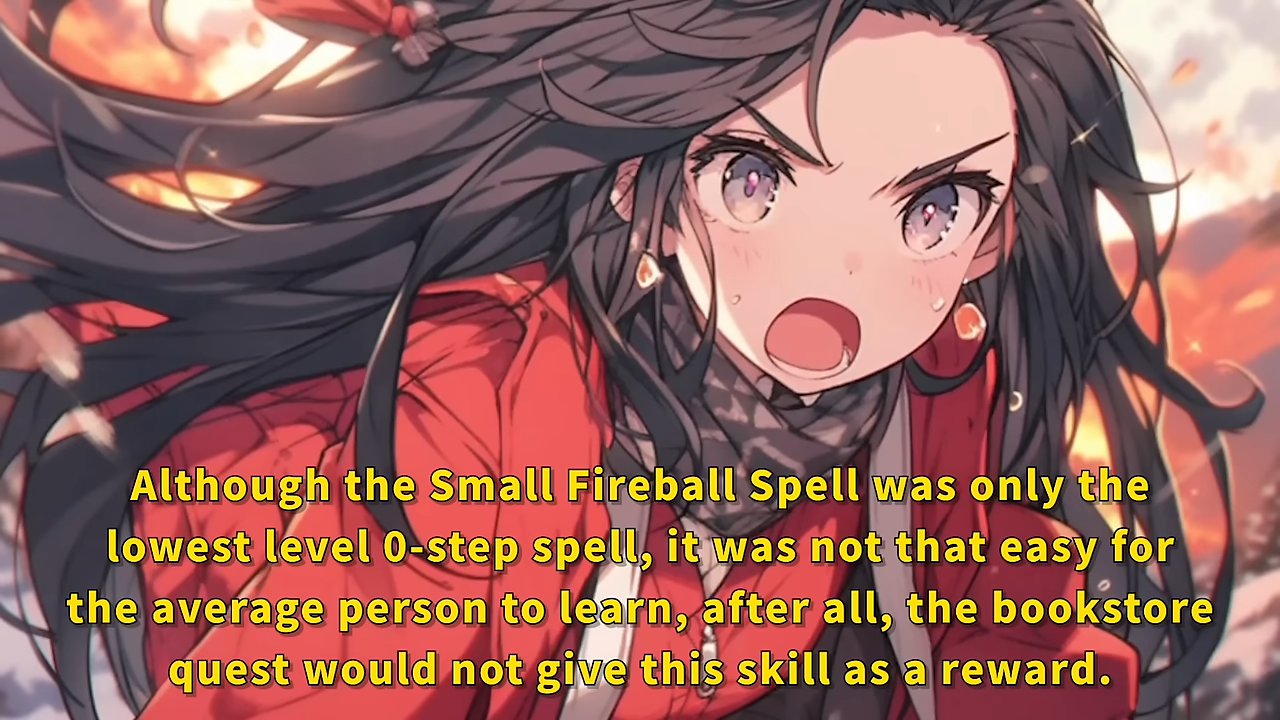 Although the Small Fireball Spell was only the
lowest level 0-step spell, it was not that easy for
the average person to learn, after all, the bookstore
quest would not give this skill as a reward.